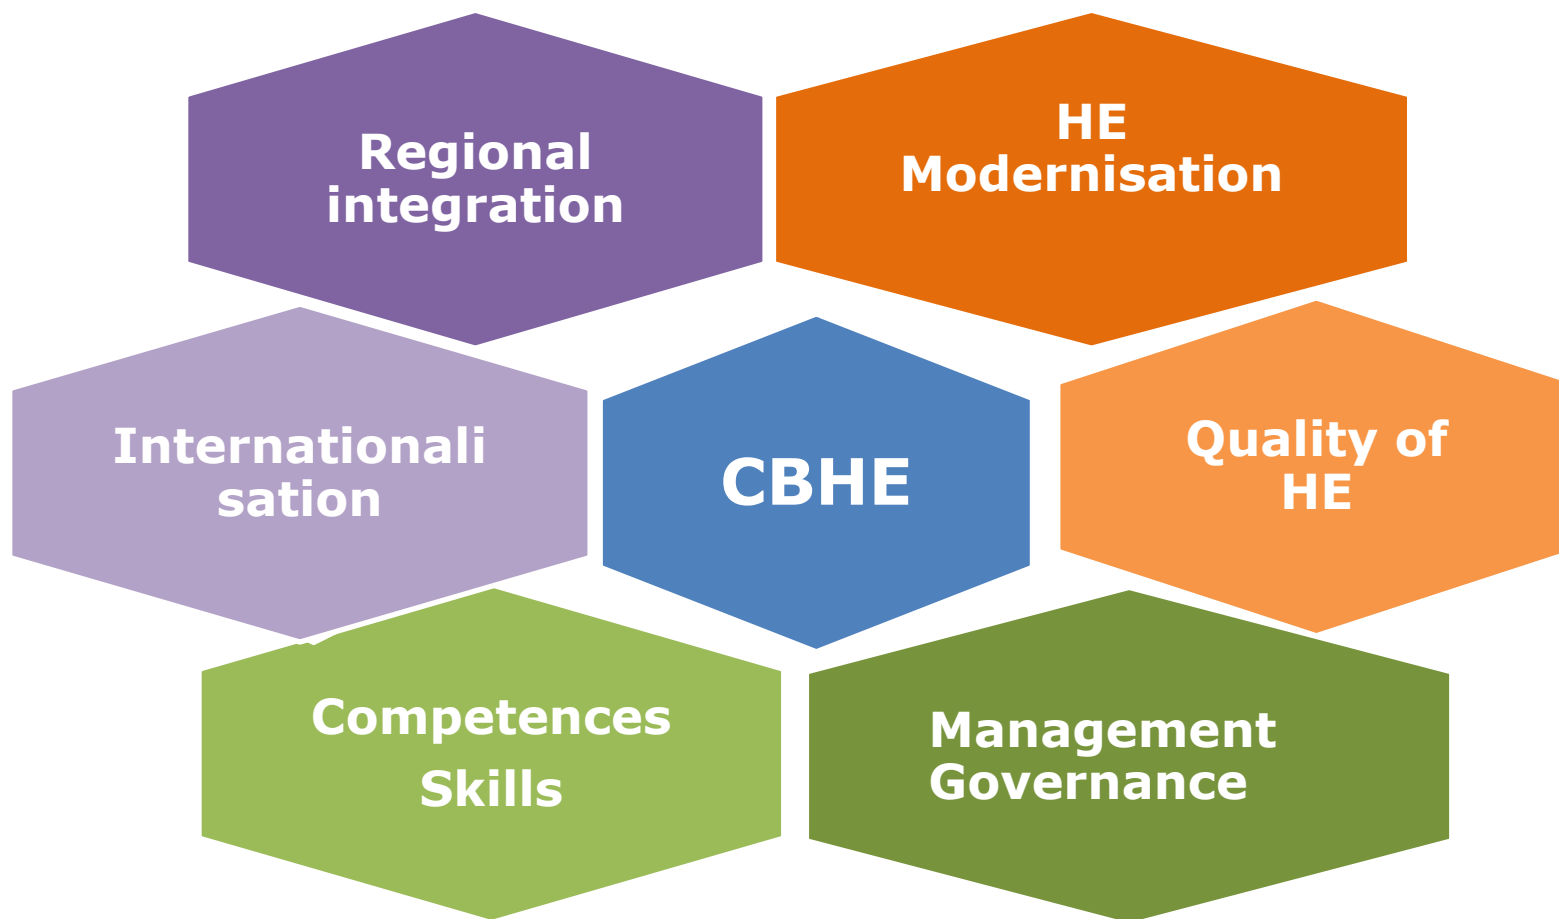 Regional
integration
HE
Modernisation
Internationali
sation
CBHE
Quality of
HE
Competences
Skills
Management
Governance